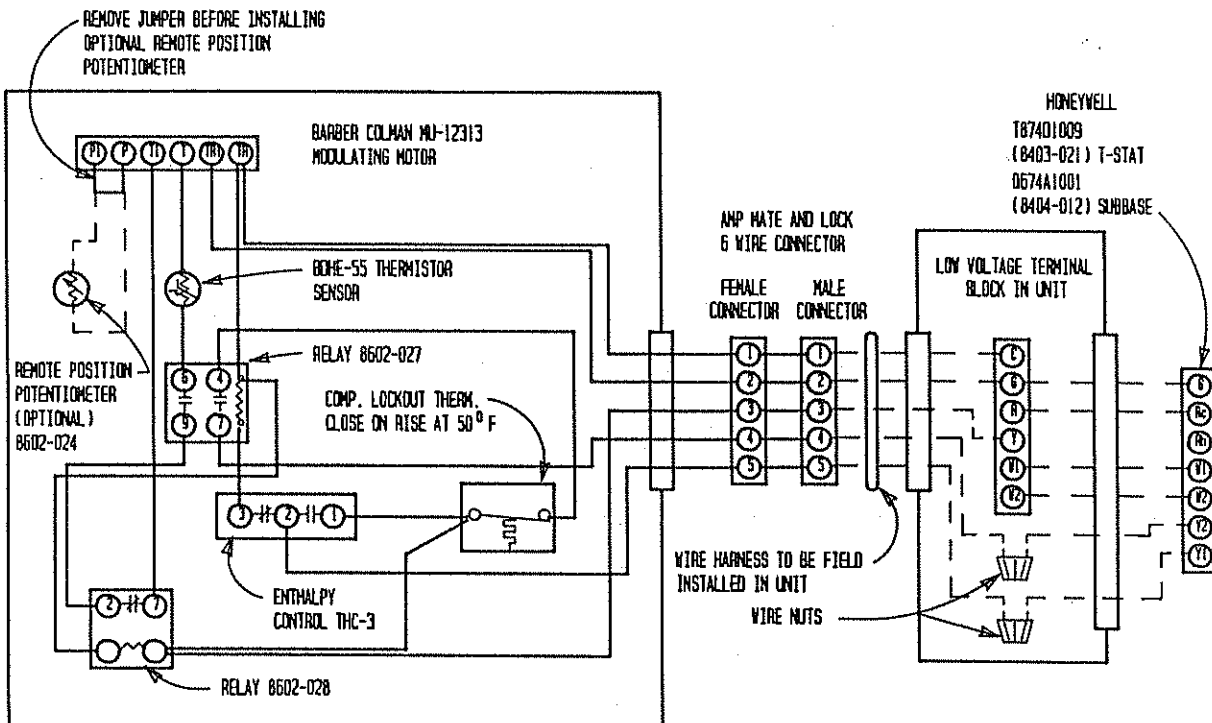 REMOVE JUMPER BEFORE INSTALLING
OPTIONAL REMOTE POSITION
POTENTIOMETER
BARBER COLMAN MU-12313
MODULATING MOTOR
P1 P T1 T TR1 TR
HONEYWELL
T874D1009
(8403-021) T-STAT
Q674A1001
(8404-012) SUBBASE
AMP MATE AND LOCK
6 WIRE CONNECTOR
FEMALE
CONNECTOR
MALE
CONNECTOR
LOW VOLTAGE TERMINAL
BLOCK IN UNIT
THERMISTOR
SENSOR
RELAY 8602-027
REMOTE POSITION
POTENTIOMETER
(OPTIONAL)
8602-024
COMP. LOCKOUT THERM.
CLOSE ON RISE AT 50° F
4
9 7
3 2 1
ENTHALPY
CONTROL THC-3
2 7
RELAY 8602-028
1 1 C G
2 2 G Rc
3 3 R
4 4 Y W1
5 5 W1 W2
W2 Y2
Y1
WIRE HARNESS TO BE FIELD
INSTALLED IN UNIT
WIRE NUTS